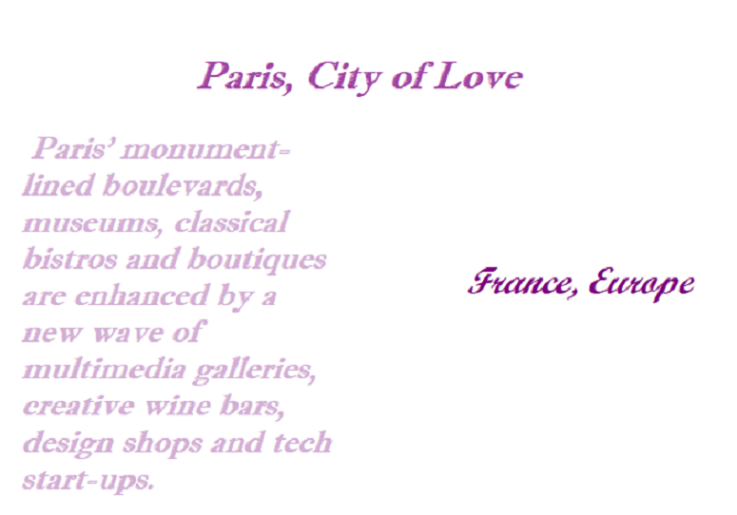 Paris, City of Love
Paris’ monument-
lined boulevards,
museums, classical
bistros and boutiques
are enhanced by a
new wave of
multimedia galleries,
creative wine bars,
design shops and tech
start-ups.
France, Europe